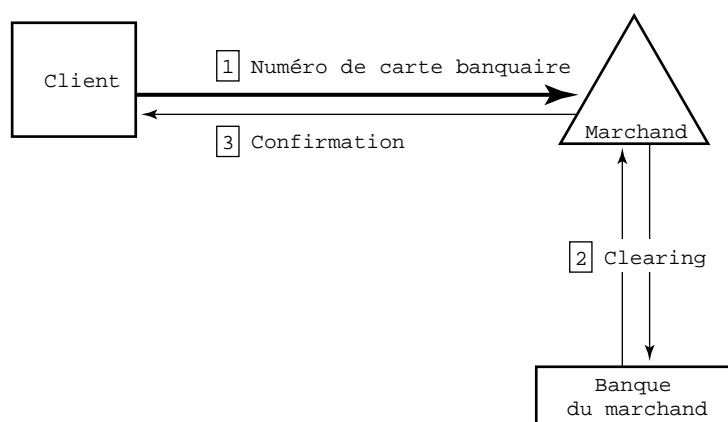 Client
1 Numéro de carte banquaire
3 Confirmation
Marchand
2 Clearing
Banque
du marchand